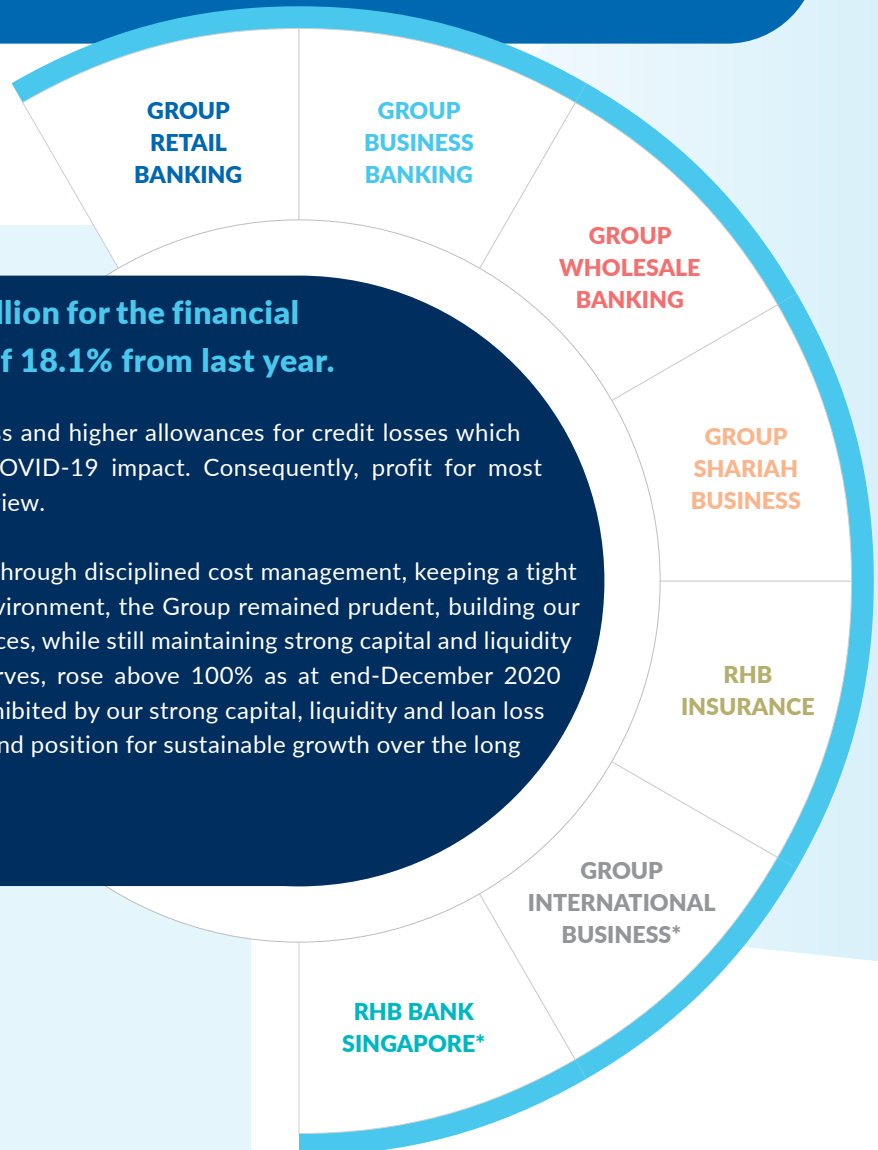 GROUP
RETAIL
BANKING
GROUP
BUSINESS
BANKING
GROUP
WHOLESALE
BANKING
llion for the financial
f 18.1% from last year.
GROUP
SHARIAH
BUSINESS
ss and higher allowances for credit losses which
OVID-19 impact. Consequently, profit for most
iew.
hrough disciplined cost management, keeping a tight
vironment, the Group remained prudent, building our
ces, while still maintaining strong capital and liquidity
rves, rose above 100% as at end-December 2020
hibited by our strong capital, liquidity and loan loss
nd position for sustainable growth over the long
RHB
INSURANCE
GROUP
INTERNATIONAL
BUSINESS*
RHB BANK
SINGAPORE*